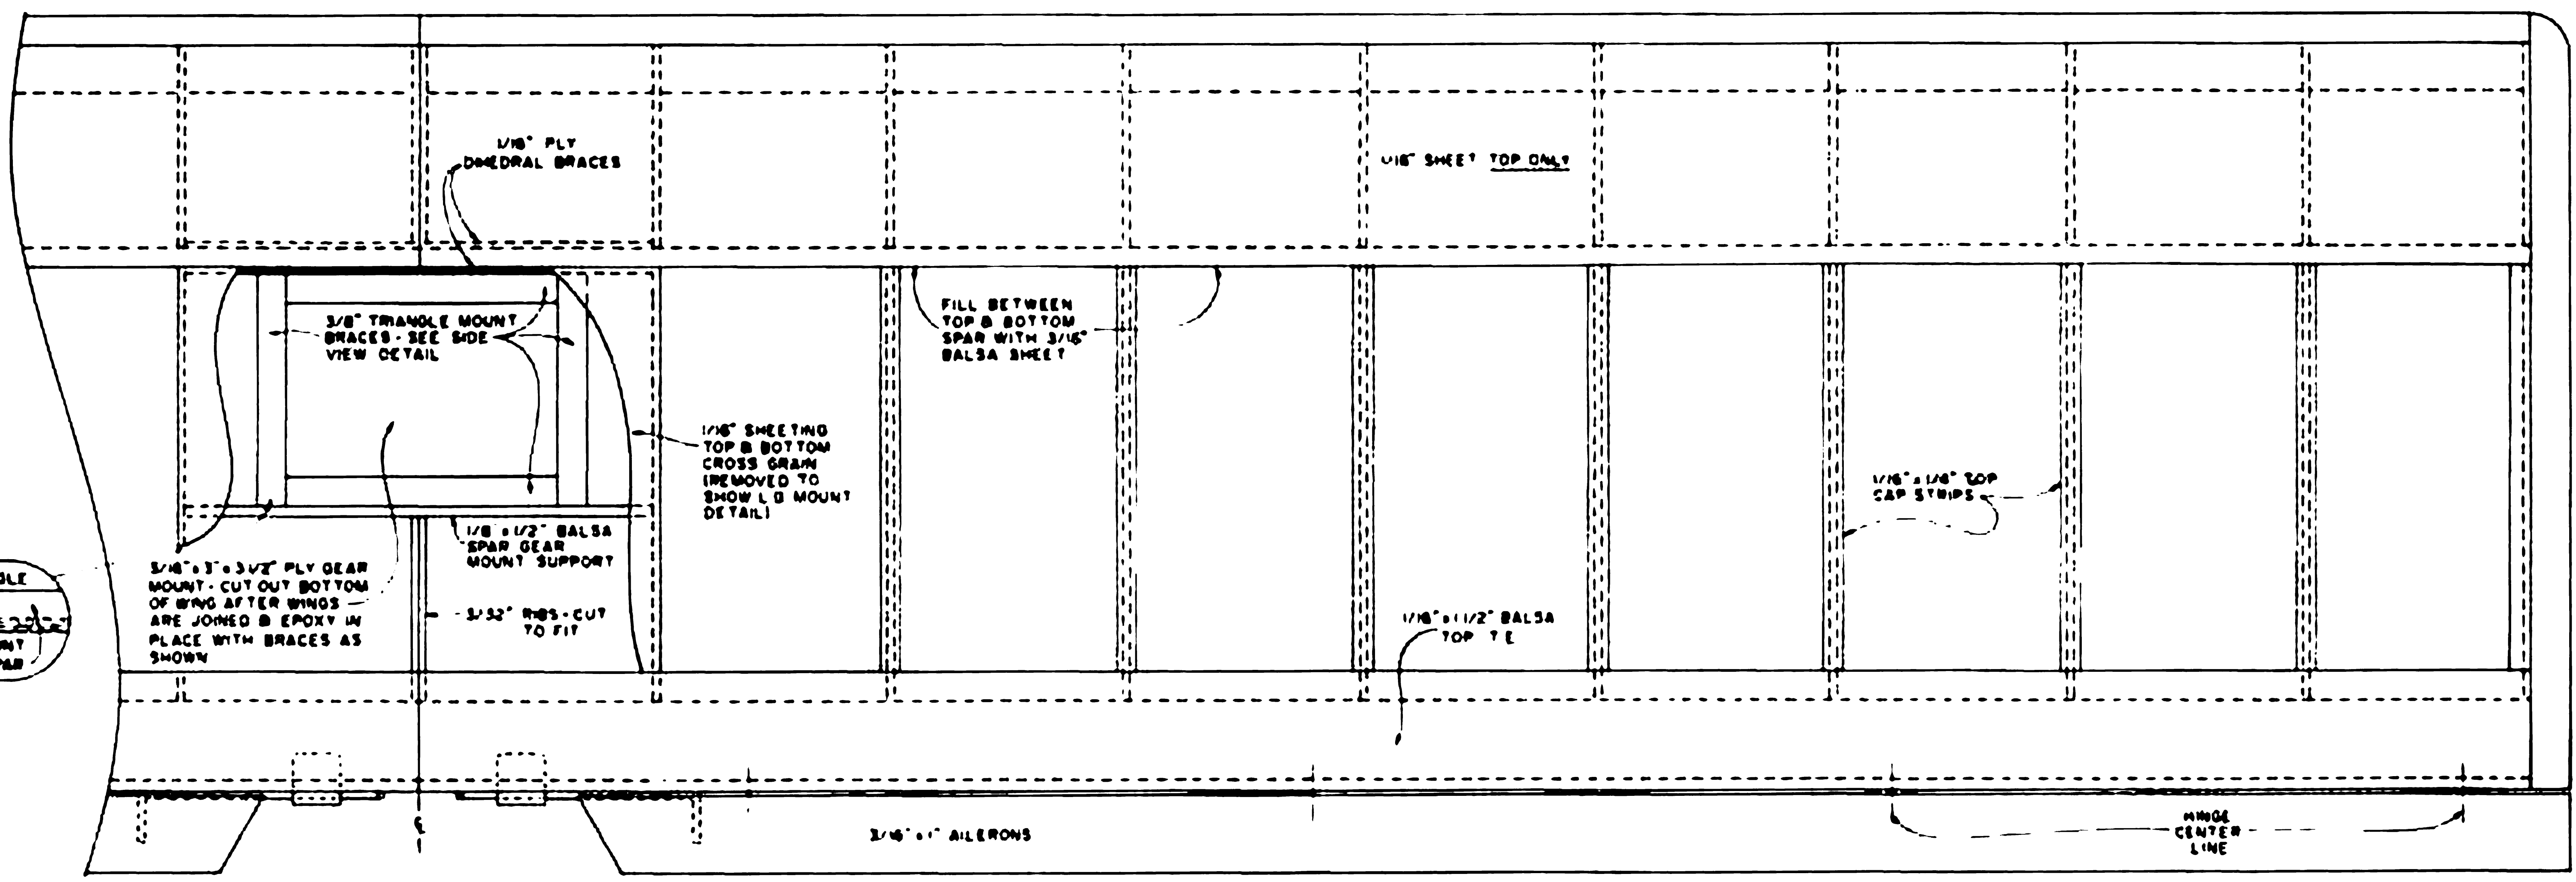 1/16" PLY
DIHEDRAL BRACES
1/16" SHEET TOP ONLY
3/8" TRIANGLE MOUNT
BRACES - SEE SIDE
VIEW DETAIL
FILL BETWEEN
TOP & BOTTOM
SPAR WITH 3/16"
BALSA SHEET
1/16" SHEETING
TOP & BOTTOM
CROSS GRAIN
(REMOVED TO
SHOW L G MOUNT
DETAIL)
1/16" x 1/4" TOP
CAP STRIPS
1/8" x 1/2" BALSA
SPAR GEAR
MOUNT SUPPORT
3/16" x 3" x 3 1/2" PLY GEAR
MOUNT - CUT OUT BOTTOM
OF WING AFTER WINGS
ARE JOINED & EPOXY IN
PLACE WITH BRACES AS
SHOWN
3/32" RIBS - CUT
TO FIT
1/16" x 1 1/2" BALSA
TOP T E
3/16" x 1" AILERONS
HINGE
CENTER
LINE